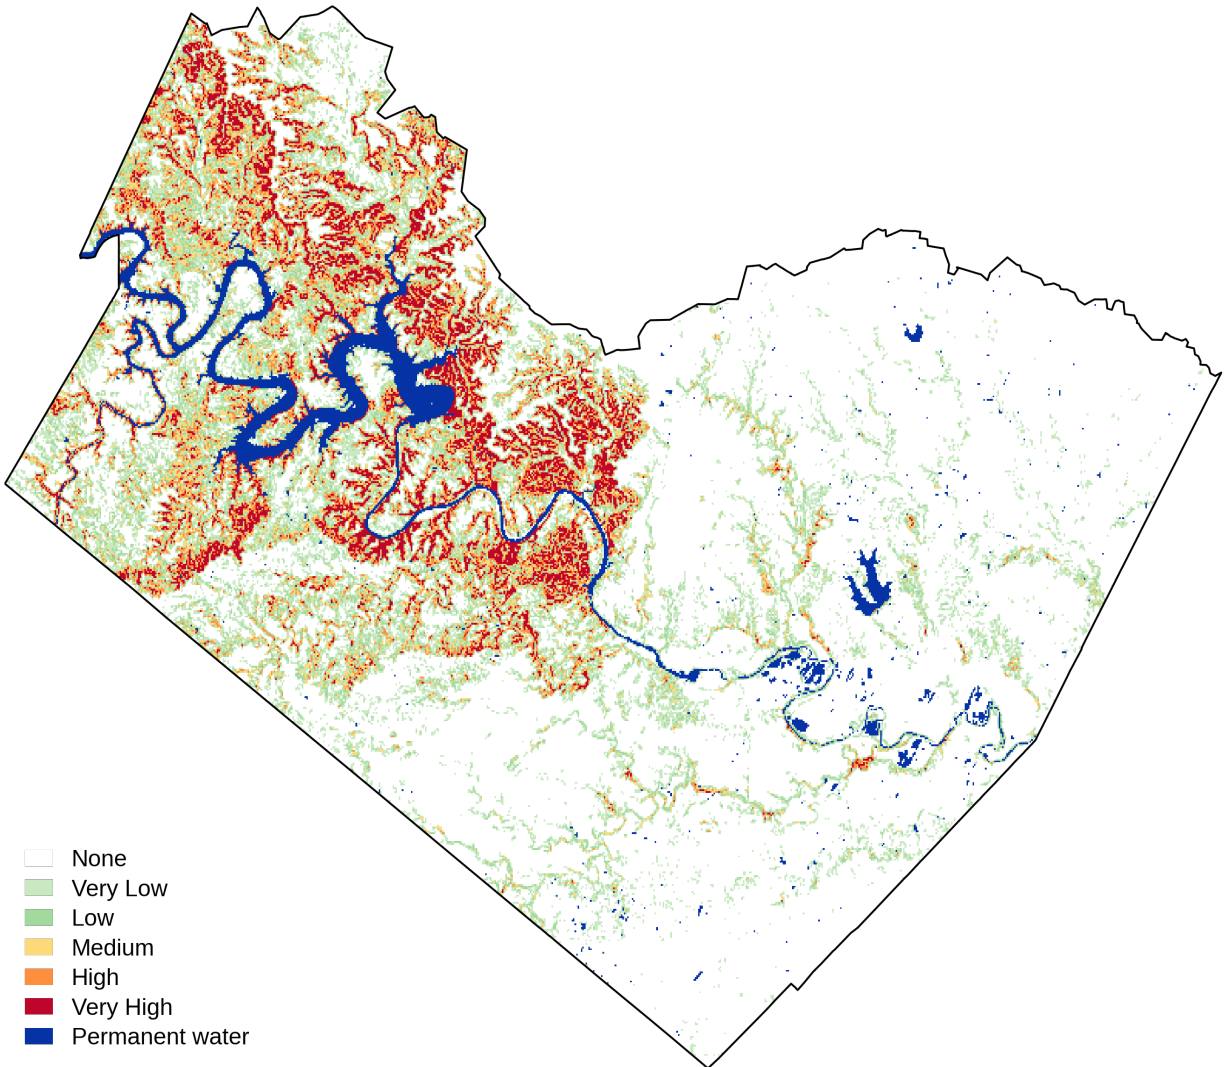 None
Very Low
Low
Medium
High
Very High
Permanent water